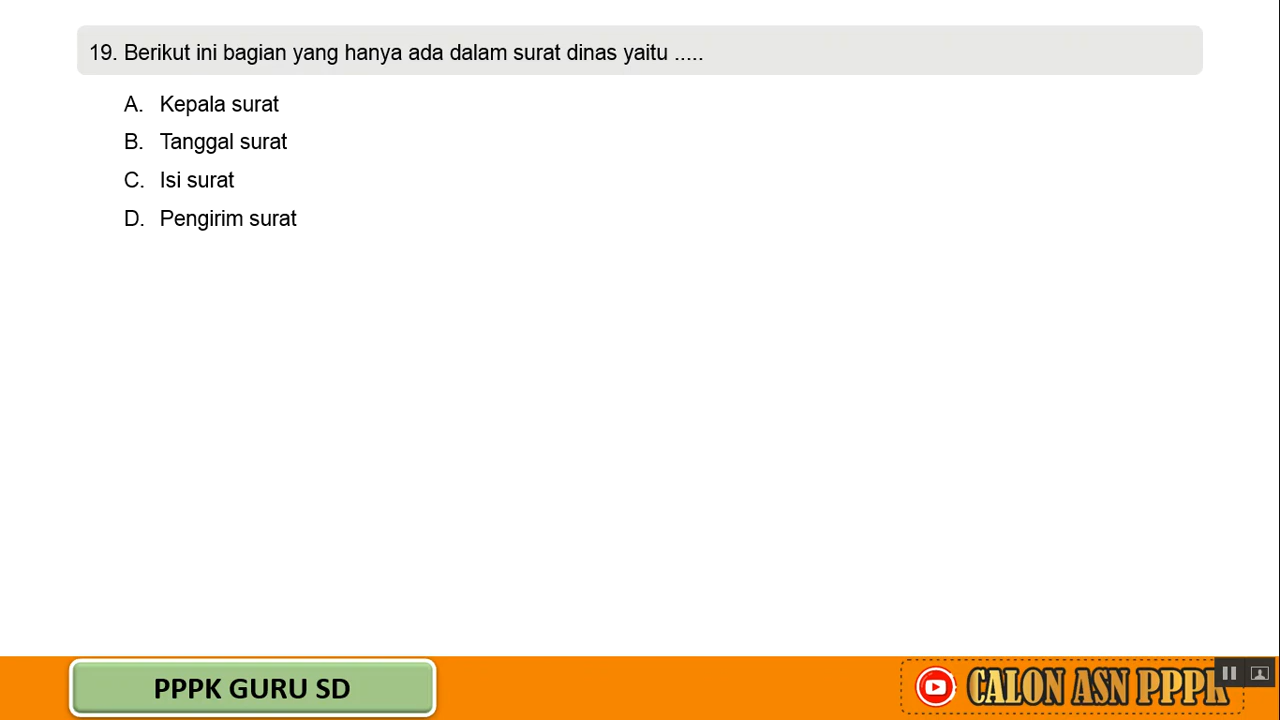 19. Berikut ini bagian yang hanya ada dalam surat dinas yaitu .....
A. Kepala surat
B. Tanggal surat
C. Isi surat
D. Pengirim surat
PPPK GURU SD
CALON ASN PPPK